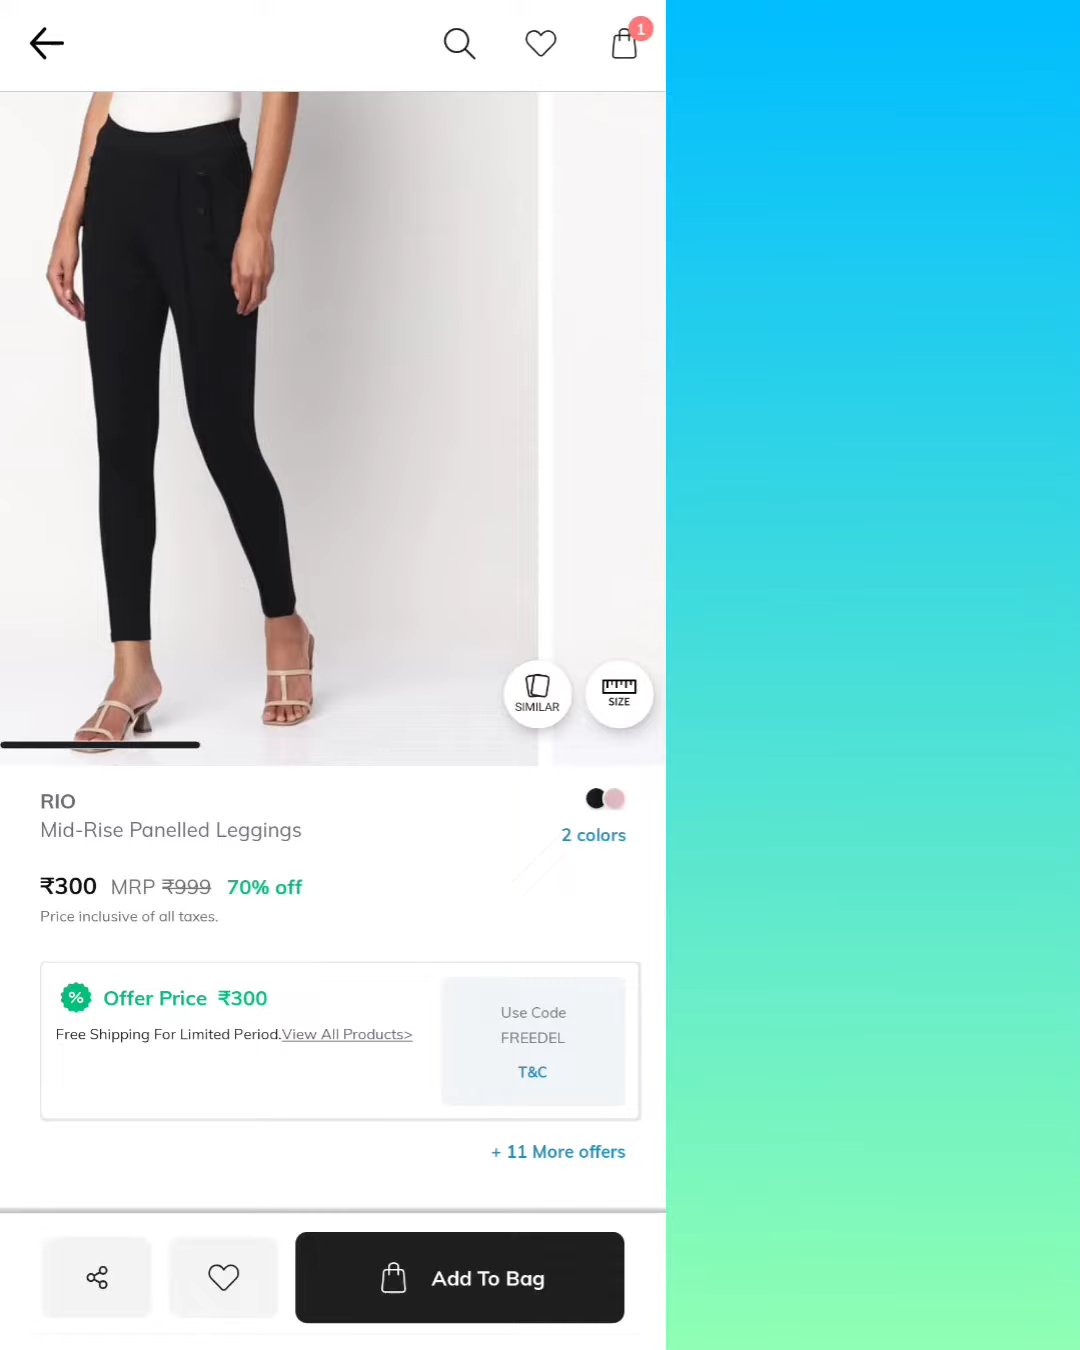 1
SIMILAR
SIZE
RIO
Mid-Rise Panelled Leggings
2 colors
₹300 MRP ₹999 70% off
Price inclusive of all taxes.
% Offer Price ₹300
Free Shipping For Limited Period.View All Products>
Use Code
FREEDEL
T&C
+ 11 More offers
Add To Bag